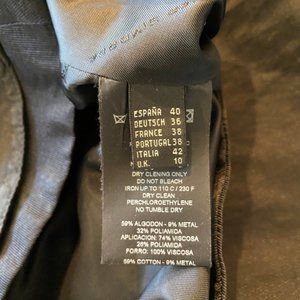 ESPAÑA 40
DEUTSCH 36
FRANCE 38
PORTUGAL 38
ITALIA 42
U.K. 10
DRY CLEING ONLY
DO NOT BLEACH
IRON UP TO 110 C / 230 F
DRY CLEAN
PERCHLOROETHYLENE
NO TUMBLE DRY
59% ALGODON - 9% METAL
32% POLIAMIDA
APLICACION: 74% VISCOSA
26% POLIAMIDA
FORRO: 100% VISCOSA
59% COTTON - 9% METAL